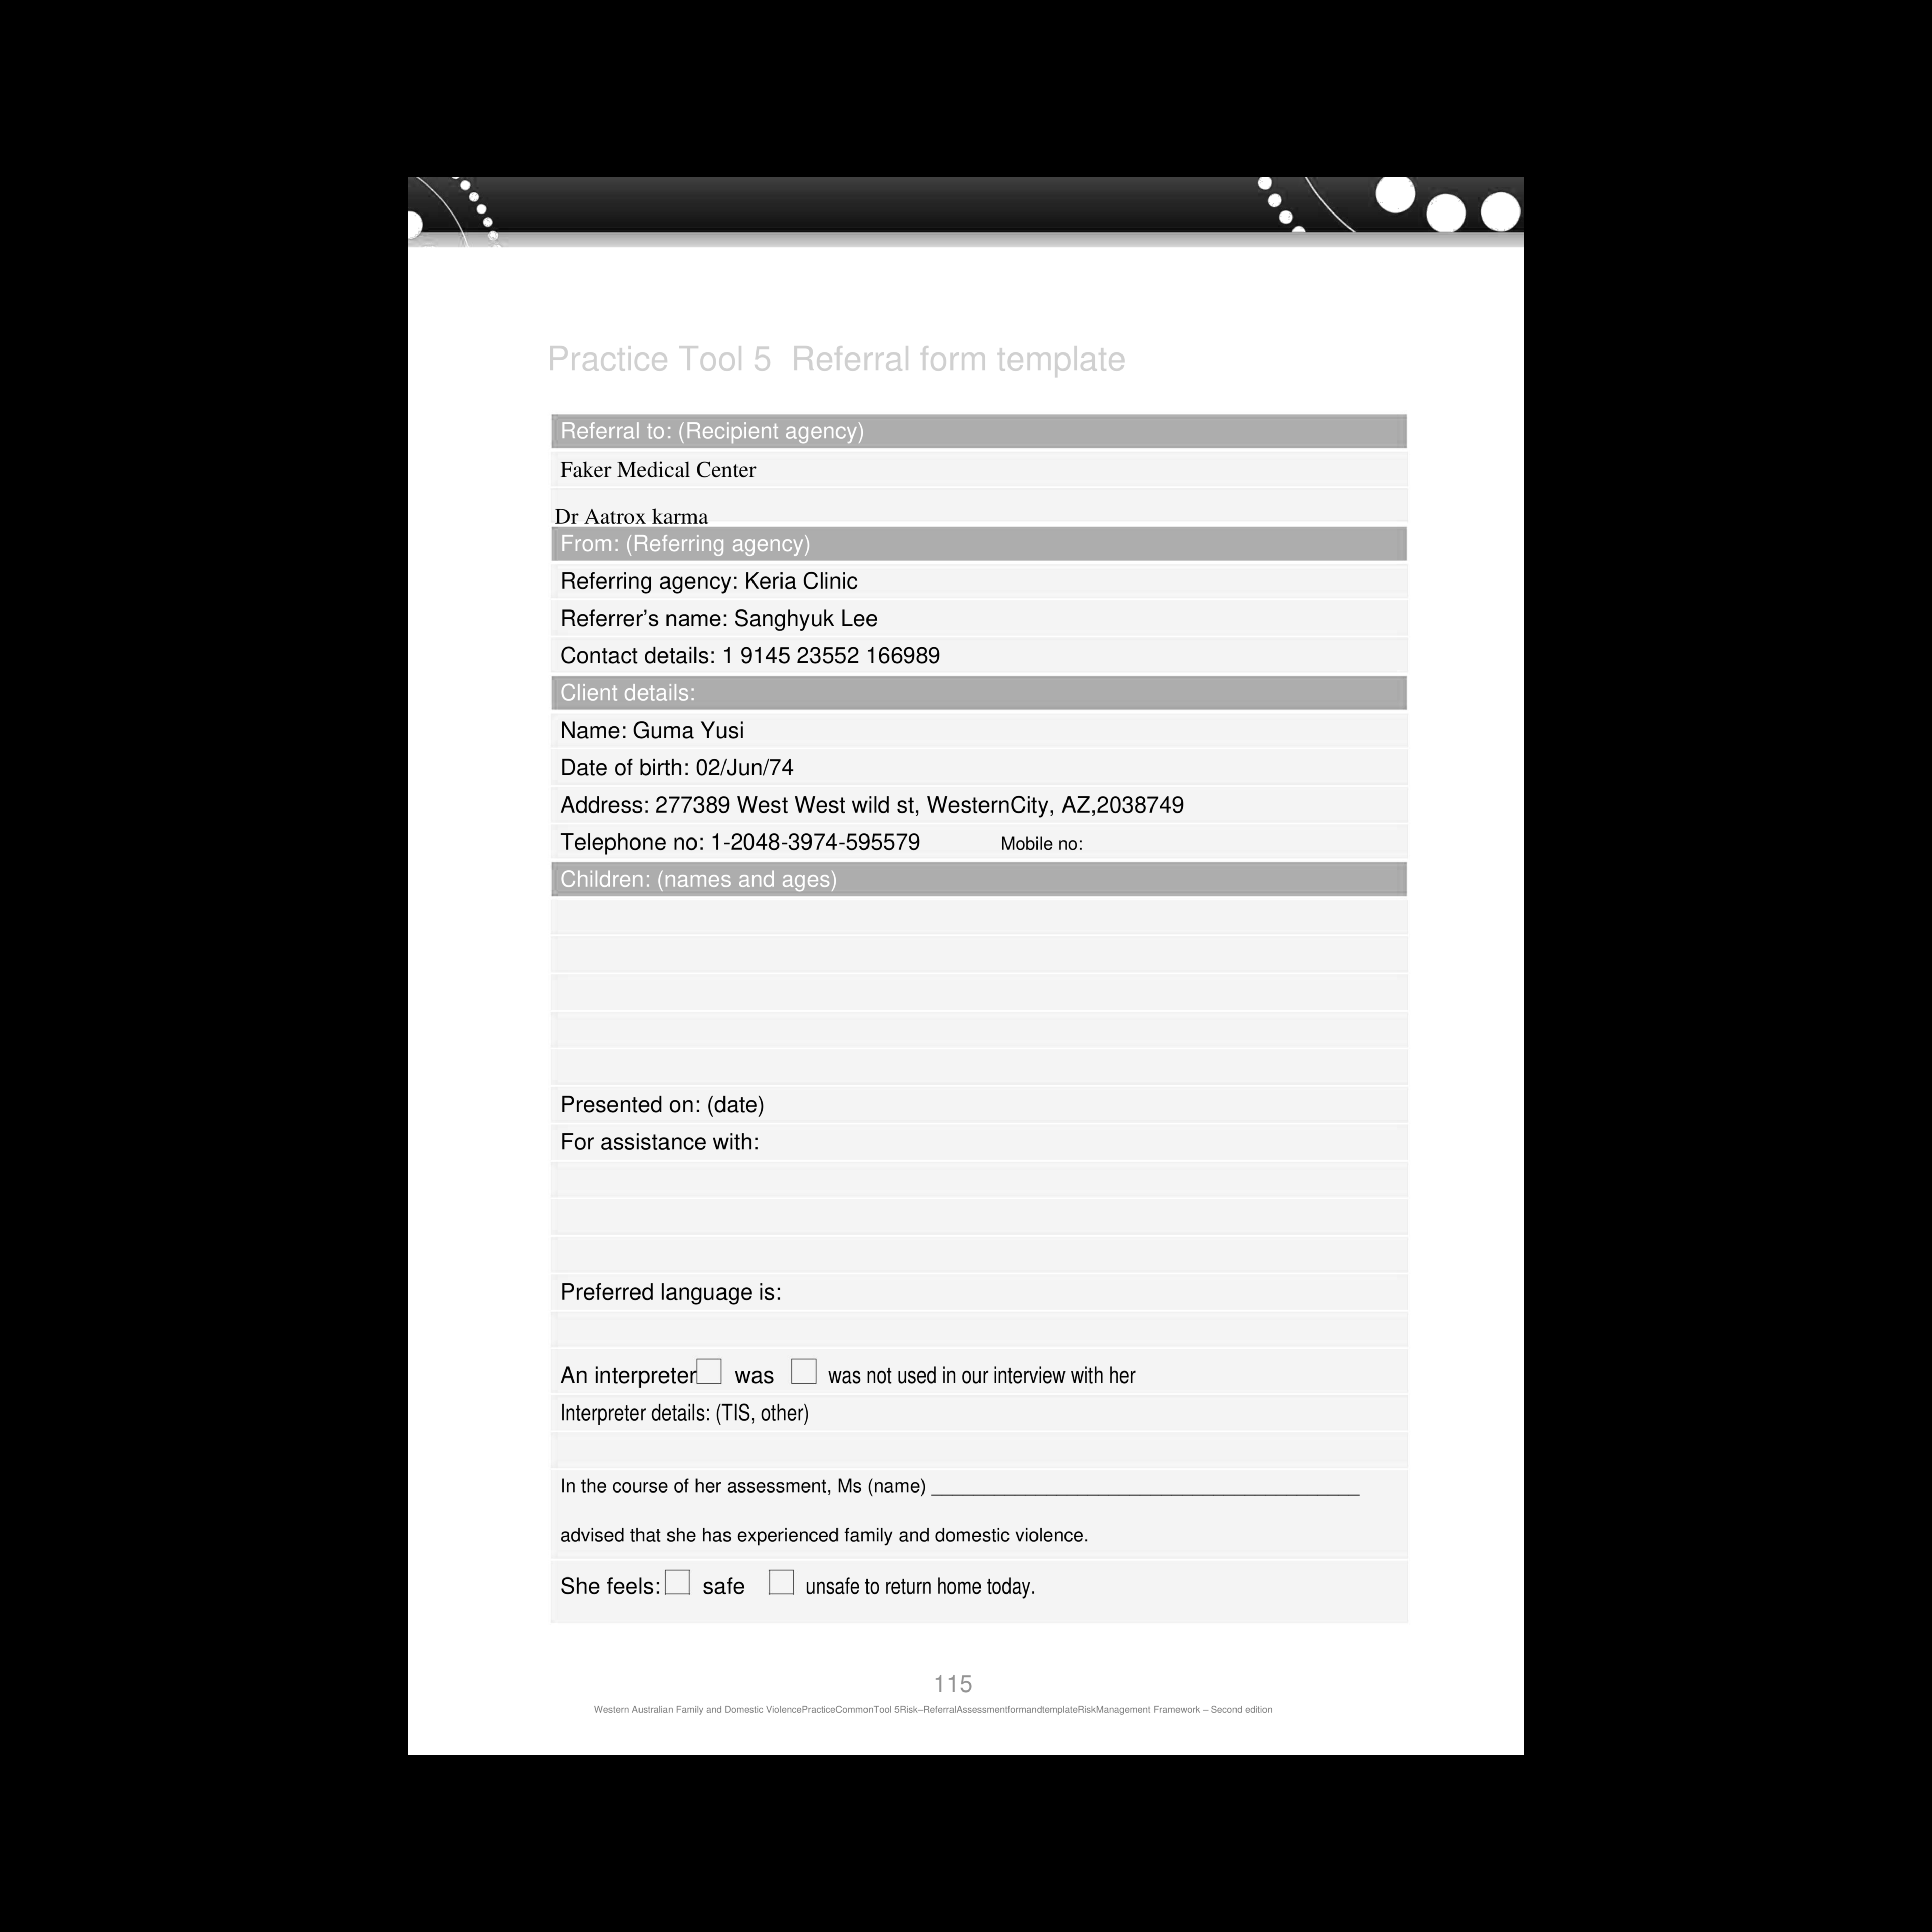 Practice Tool 5 Referral form template
Referral to: (Recipient agency)
Faker Medical Center
Dr Aatrox karma
From: (Referring agency)
Referring agency: Keria Clinic
Referrer’s name: Sanghyuk Lee
Contact details: 1 9145 23552 166989
Client details:
Name: Guma Yusi
Date of birth: 02/Jun/74
Address: 277389 West West wild st, WesternCity, AZ,2038749
Telephone no: 1-2048-3974-595579 Mobile no:
Children: (names and ages)
Presented on: (date)
For assistance with:
Preferred language is:
An interpreter was was not used in our interview with her
Interpreter details: (TIS, other)
In the course of her assessment, Ms (name) ____________________
advised that she has experienced family and domestic violence.
She feels: safe unsafe to return home today.
115
Western Australian Family and Domestic ViolencePracticeCommonTool 5Risk–ReferralAssessmentformandtemplateRiskManagement Framework – Second edition